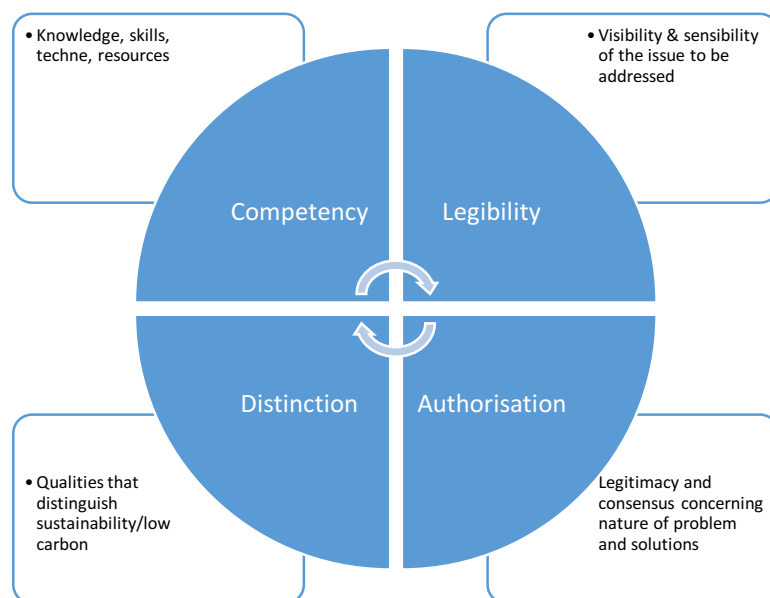 • Knowledge, skills,
techne, resources
• Visibility & sensibility
of the issue to be
addressed
Competency
Legibility
Distinction
Authorisation
• Qualities that
distinguish
sustainability/low
carbon
Legitimacy and
consensus concerning
nature of problem
and solutions